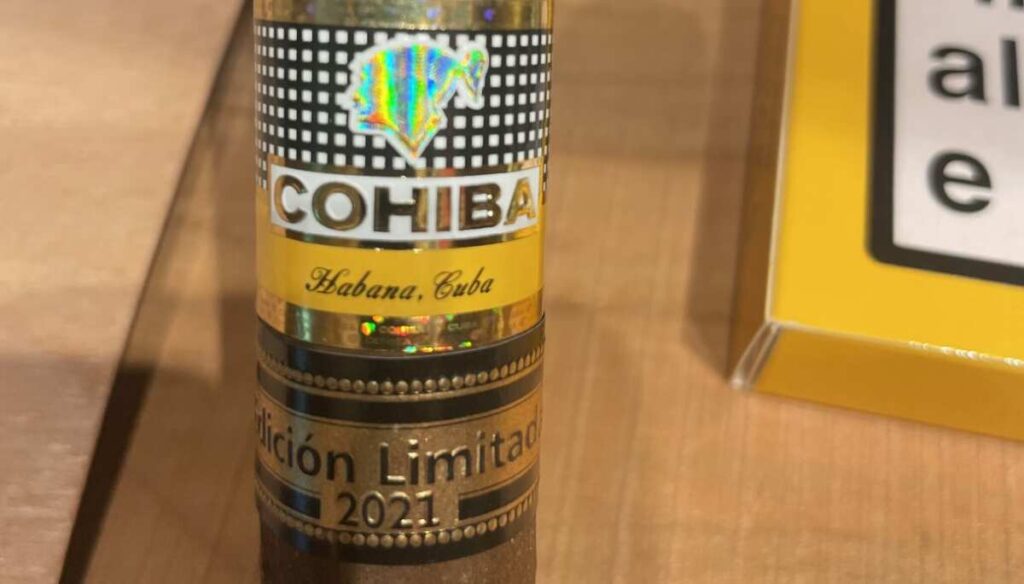 COHIBA
Habana, Cuba
dición Limitad
2021
al
e